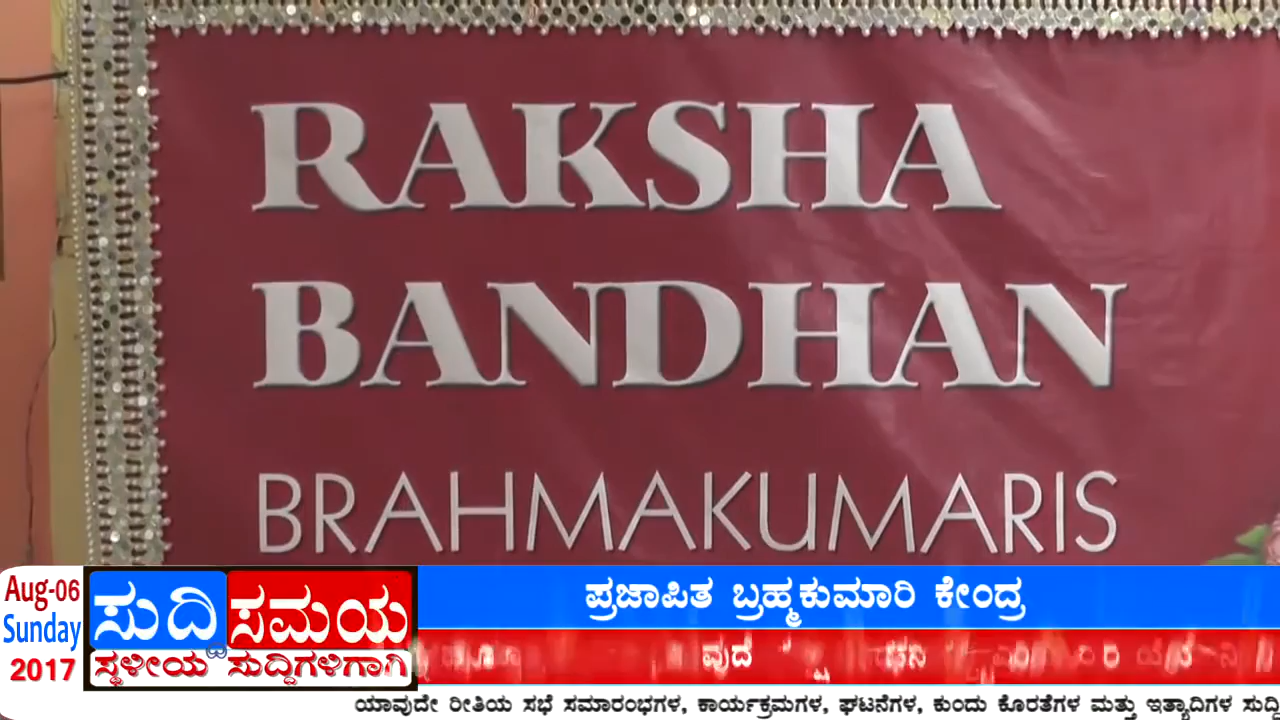 RAKSHA
BANDHAN
BRAHMAKUMARIS
Aug-06
Sunday
2017
ಸುದ್ದಿ ಸಮಯ
ಸ್ಥಳೀಯ ಸುದ್ದಿಗಳಿಗಾಗಿ
ಪ್ರಜಾಪಿತ ಬ್ರಹ್ಮಕುಮಾರಿ ಕೇಂದ್ರ
ಯಾವುದೇ ರೀತಿಯ ಸಭೆ ಸಮಾರಂಭಗಳ, ಕಾರ್ಯಕ್ರಮಗಳ, ಘಟನೆಗಳ, ಕುಂದು ಕೊರತೆಗಳ ಮತ್ತು ಇತ್ಯಾದಿಗಳ